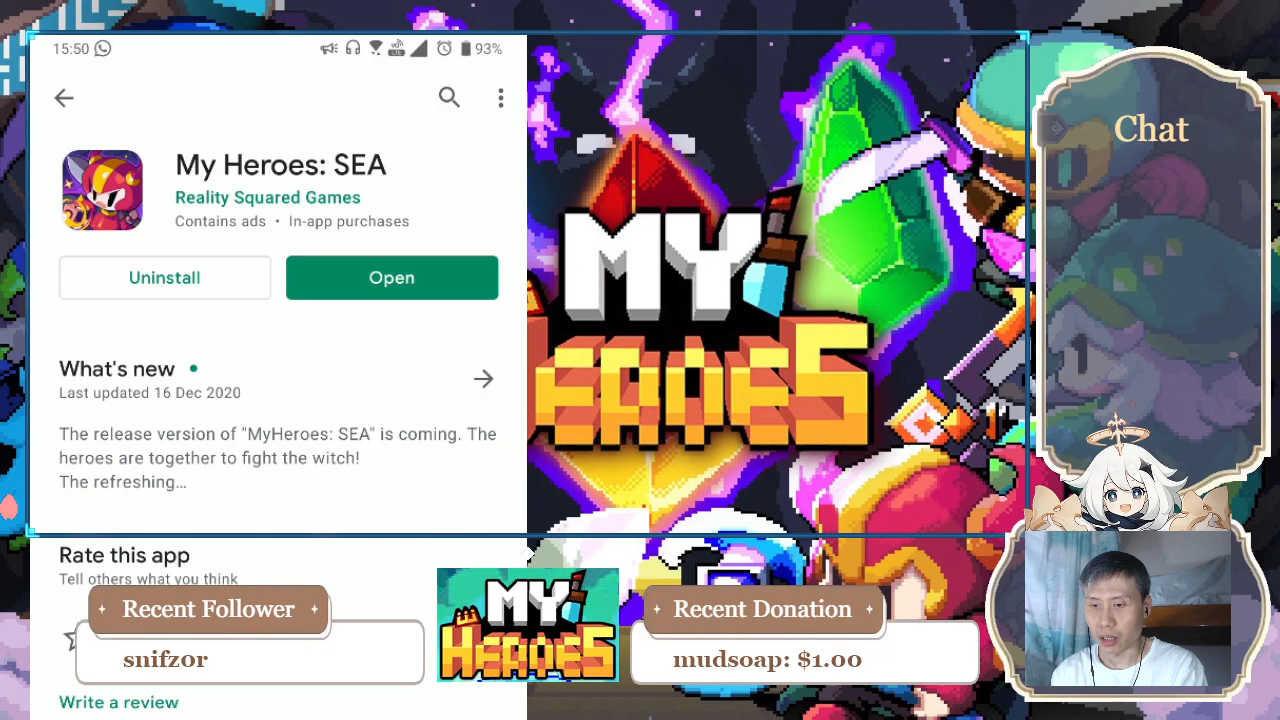 15:50
93%
My Heroes: SEA
Reality Squared Games
Contains ads • In-app purchases
Uninstall
Open
What's new
Last updated 16 Dec 2020
The release version of "MyHeroes: SEA" is coming. The
heroes are together to fight the witch!
The refreshing...
Rate this app
Tell others what you think
Write a review
MY
HEROES
Chat
Recent Follower
snifz0r
MY
HEROES
Recent Donation
mudsoap: $1.00